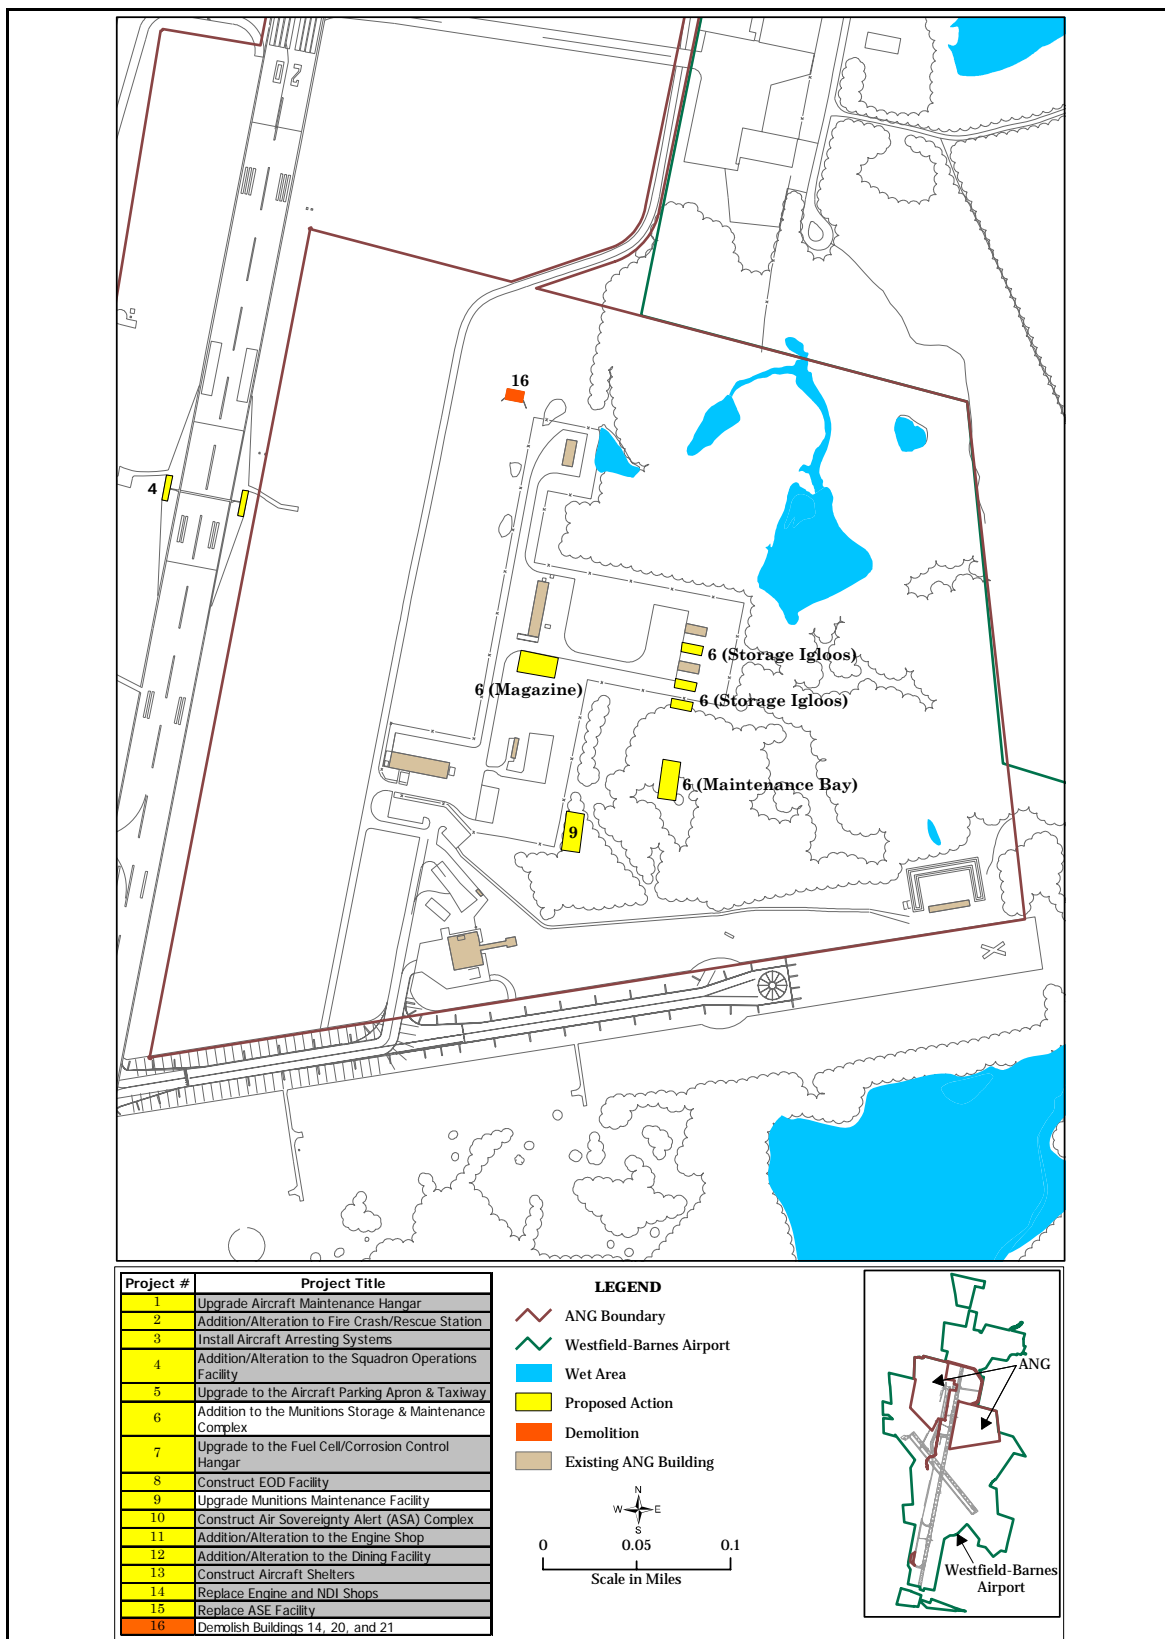 02
16
4
6 (Storage Igloos)
6 (Magazine)
6 (Storage Igloos)
6 (Maintenance Bay)
9
X
Project # Project Title
1 Upgrade Aircraft Maintenance Hangar
2 Addition/Alteration to Fire Crash/Rescue Station
3 Install Aircraft Arresting Systems
4 Addition/Alteration to the Squadron Operations
Facility
5 Upgrade to the Aircraft Parking Apron & Taxiway
6 Addition to the Munitions Storage & Maintenance
Complex
7 Upgrade to the Fuel Cell/Corrosion Control
Hangar
8 Construct EOD Facility
9 Upgrade Munitions Maintenance Facility
10 Construct Air Sovereignty Alert (ASA) Complex
11 Addition/Alteration to the Engine Shop
12 Addition/Alteration to the Dining Facility
13 Construct Aircraft Shelters
14 Replace Engine and NDI Shops
15 Replace ASE Facility
16 Demolish Buildings 14, 20, and 21
LEGEND
ANG Boundary
Westfield-Barnes Airport
Wet Area
Proposed Action
Demolition
Existing ANG Building
N
W E
S
0 0.05 0.1
Scale in Miles
ANG
Westfield-Barnes
Airport